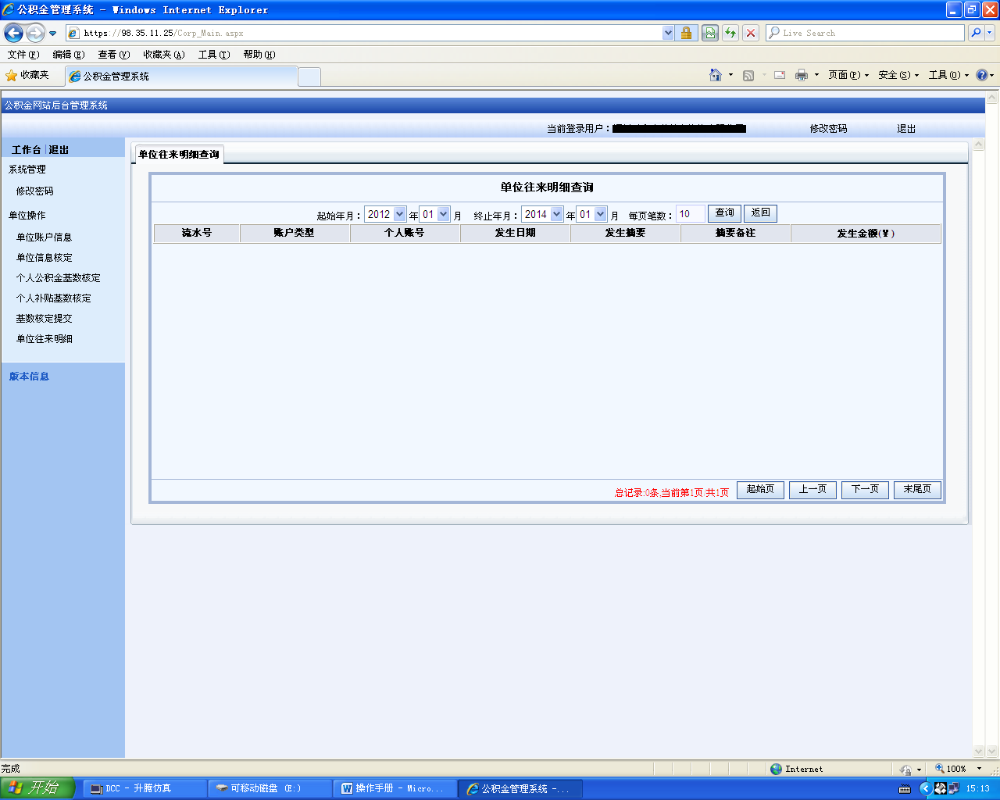 公积金管理系统 - Windows Internet Explorer
https://98.35.11.25/Corp_Main.aspx
Live Search
文件(F) 编辑(E) 查看(V) 收藏夹(A) 工具(T) 帮助(H)
收藏夹 公积金管理系统 页面(P) 安全(S) 工具(O)
公积金网站后台管理系统
当前登录用户： 修改密码 退出
工作台 退出
系统管理
修改密码
单位操作
单位账户信息
单位信息核定
个人公积金基数核定
个人补贴基数核定
基数核定提交
单位往来明细
版本信息
单位往来明细查询
单位往来明细查询
起始年月： 2012 年 01 月 终止年月： 2014 年 01 月 每页笔数： 10 查询 返回
流水号 账户类型 个人账号 发生日期 发生摘要 摘要备注 发生金额(¥)
总记录:0条,当前第1页/共1页 起始页 上一页 下一页 末尾页
完成 Internet 100%
开始 DCC - 升腾仿真 可移动磁盘 (E:) 操作手册 - Micro... 公积金管理系统 -... 15:13